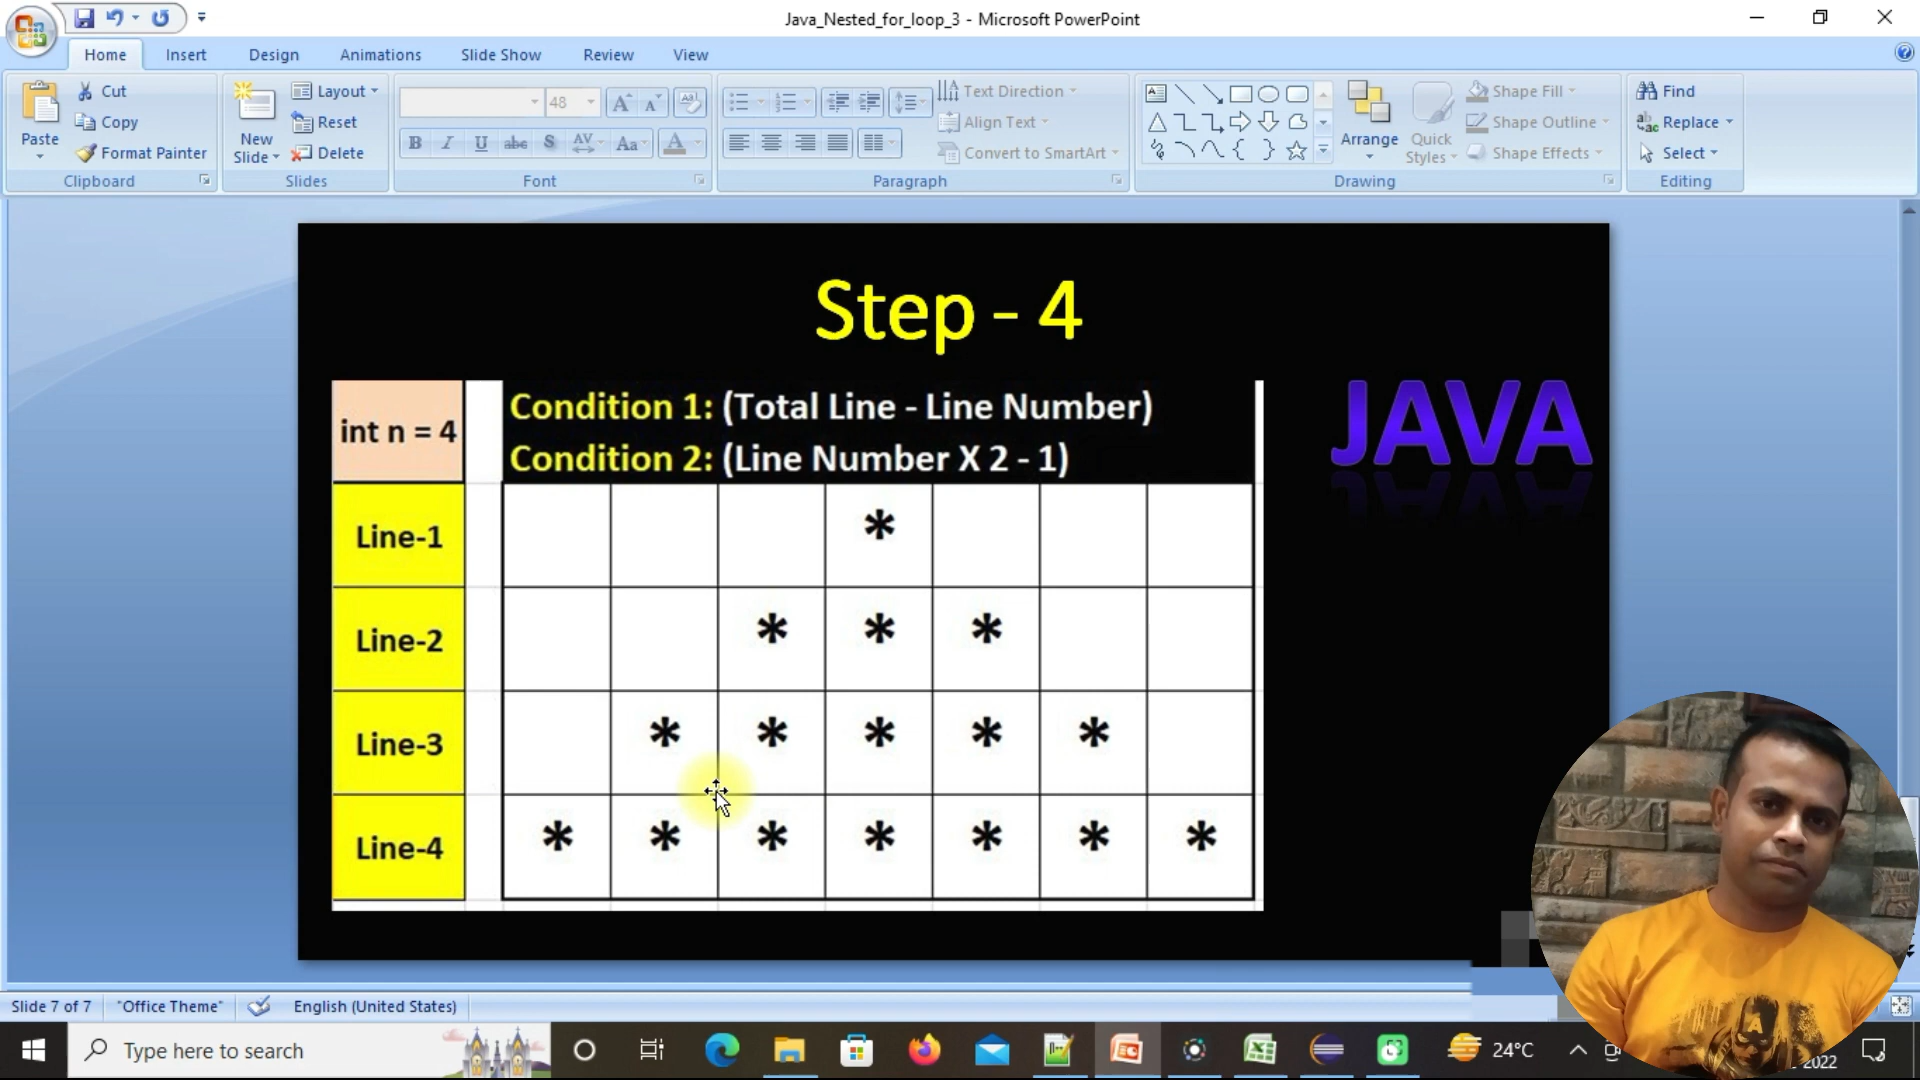 Java_Nested_for_loop_3 - Microsoft PowerPoint
Home Insert Design Animations Slide Show Review View
Paste
Cut
Copy
Format Painter
Clipboard
New Slide
Layout
Reset
Delete
Slides
48
A A
B I U abc S AV Aa A
Font
Text Direction
Align Text
Convert to SmartArt
Paragraph
Arrange
Quick Styles
Shape Fill
Shape Outline
Shape Effects
Drawing
Find
Replace
Select
Editing
Step - 4
int n = 4
Condition 1: (Total Line - Line Number)
Condition 2: (Line Number X 2 - 1)
JAVA
Line-1 *
Line-2 * * *
Line-3 * * * * *
Line-4 * * * * * * *
Slide 7 of 7 "Office Theme" English (United States)
Type here to search
24°C
2022